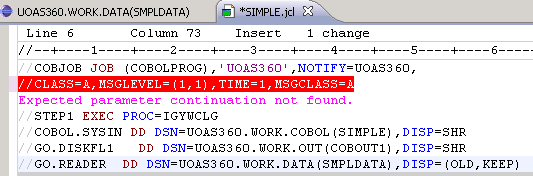 UOAS360.WORK.DATA(SMPLDATA) *SIMPLE.jcl
Line 6 Column 73 Insert 1 change
//--+----1----+----2----+----3----+----4----+----5----+----6---
//COBJOB JOB (COBOLPROG),'UOAS360',NOTIFY=UOAS360,
//CLASS=A,MSGLEVEL=(1,1),TIME=1,MSGCLASS=A
Expected parameter continuation not found.
//STEP1 EXEC PROC=IGYWCLG
//COBOL.SYSIN DD DSN=UOAS360.WORK.COBOL(SIMPLE),DISP=SHR
//GO.DISKFL1 DD DSN=UOAS360.WORK.OUT(COBOUT1),DISP=SHR
//GO.READER DD DSN=UOAS360.WORK.DATA(SMPLDATA),DISP=(OLD,KEEP)